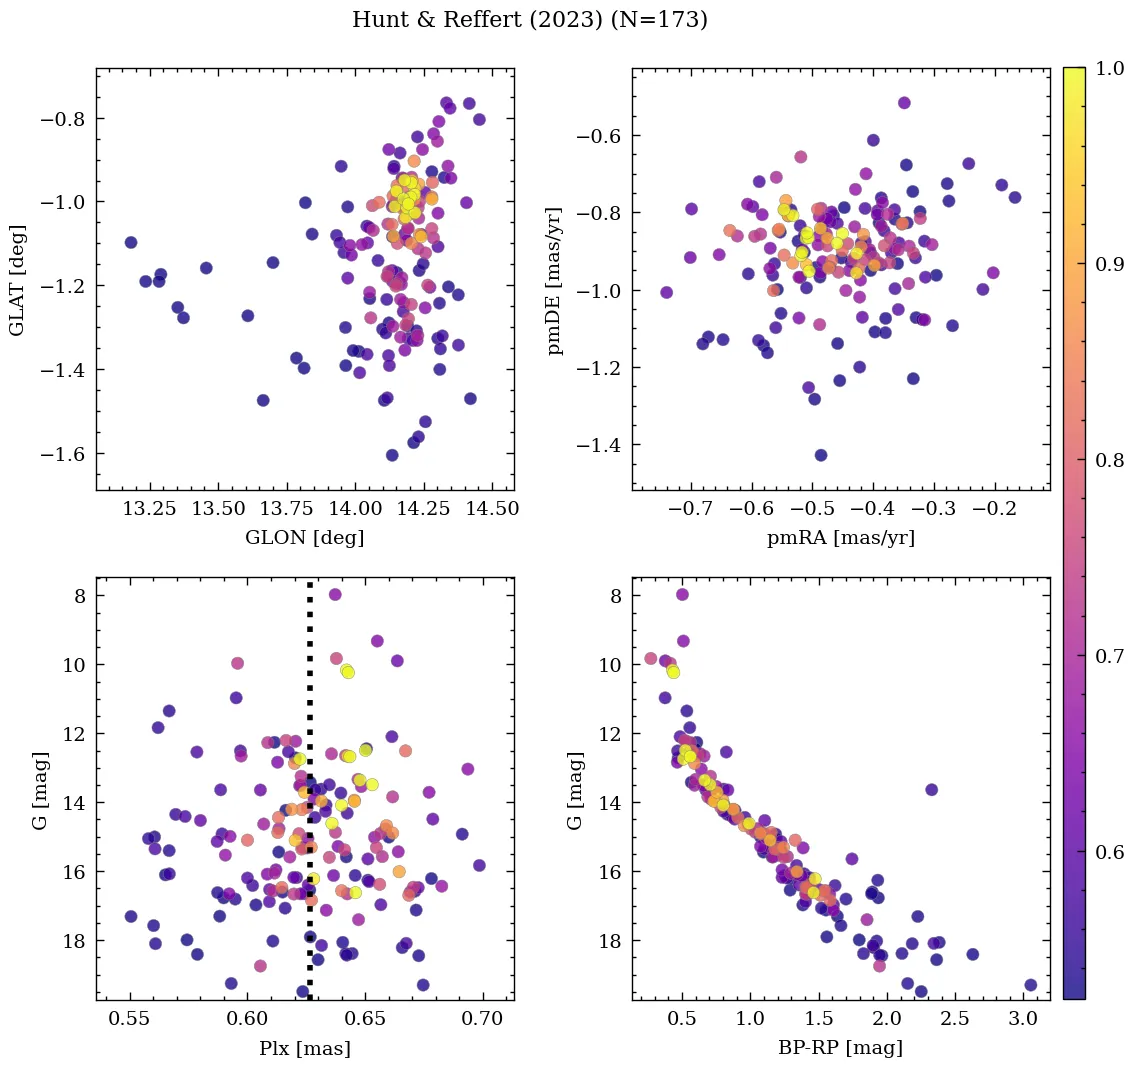 Hunt & Reffert (2023) (N=173)
−0.8
−1.0
−1.2
−1.4
−1.6
GLAT [deg]
13.25 13.50 13.75 14.00 14.25 14.50
GLON [deg]
−0.6
−0.8
−1.0
−1.2
−1.4
pmDE [mas/yr]
−0.7 −0.6 −0.5 −0.4 −0.3 −0.2
pmRA [mas/yr]
1.0
0.9
0.8
0.7
0.6
8
10
12
14
16
18
G [mag]
0.55 0.60 0.65 0.70
Plx [mas]
8
10
12
14
16
18
G [mag]
0.5 1.0 1.5 2.0 2.5 3.0
BP-RP [mag]